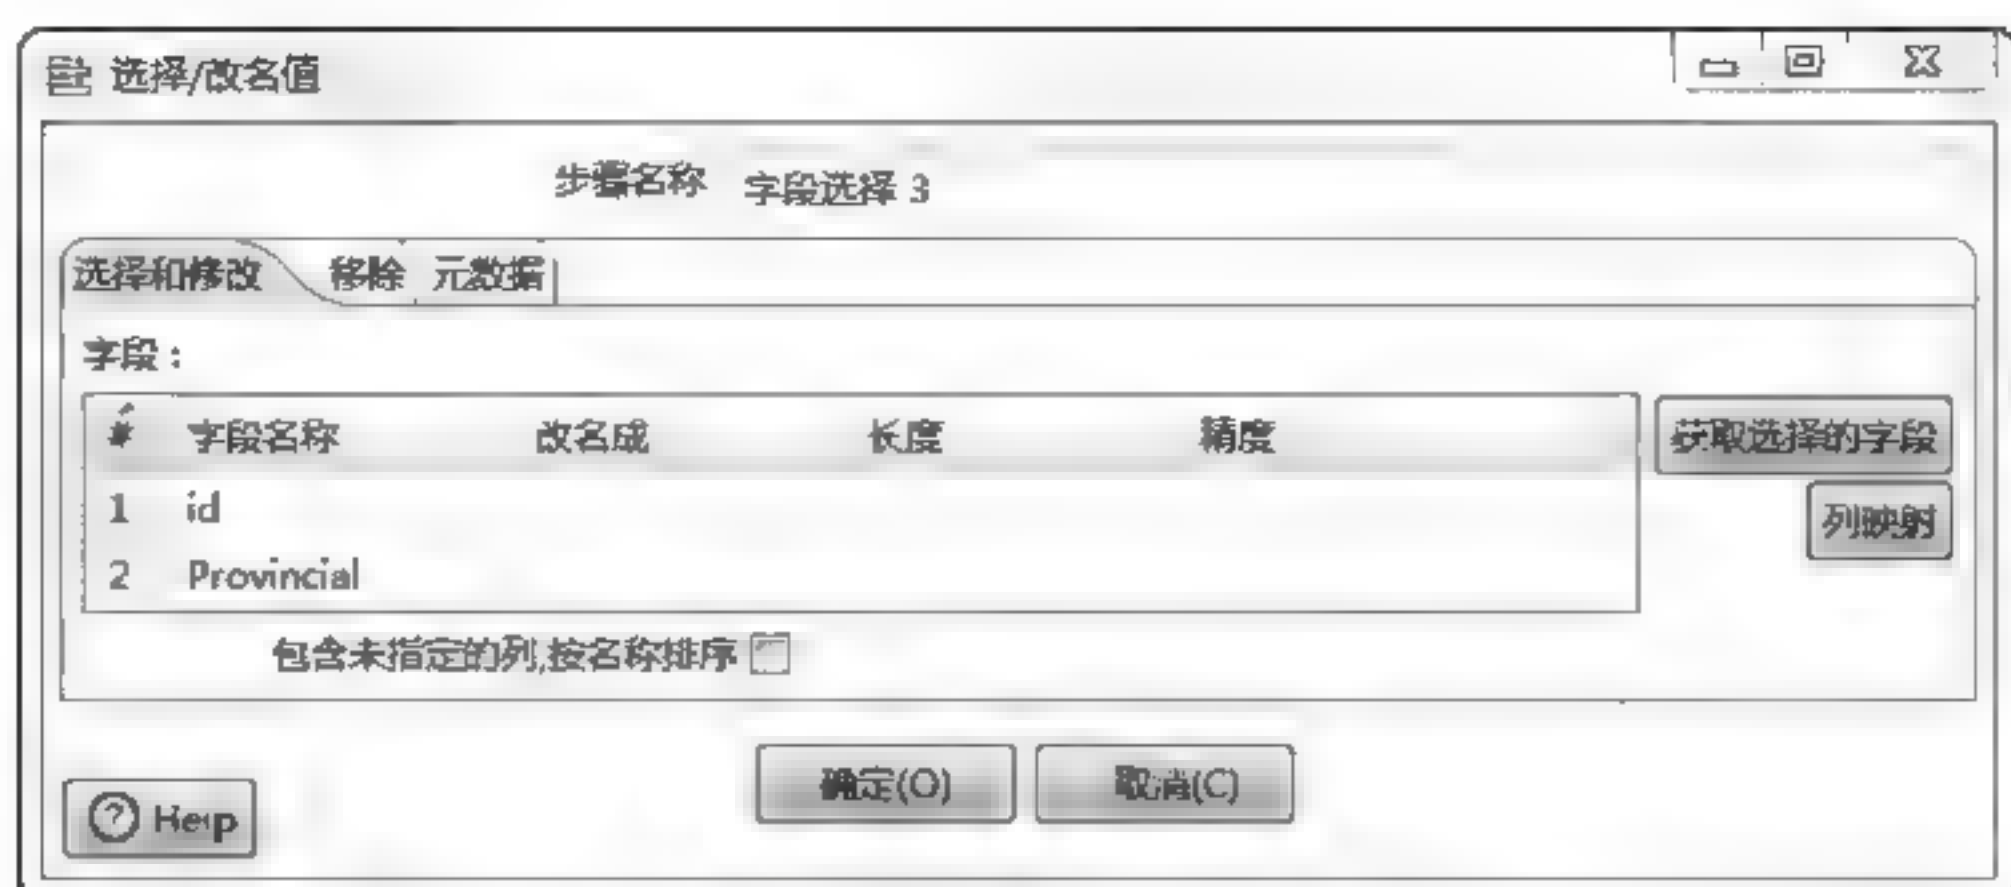 选择/改名值
步骤名称 字段选择 3
选择和修改 移除 元数据
字段：
# 字段名称 改名成 长度 精度 获取选择的字段
1 id
列映射
2 Provincial
包含未指定的列,按名称排序
确定(O) 取消(C)
Help